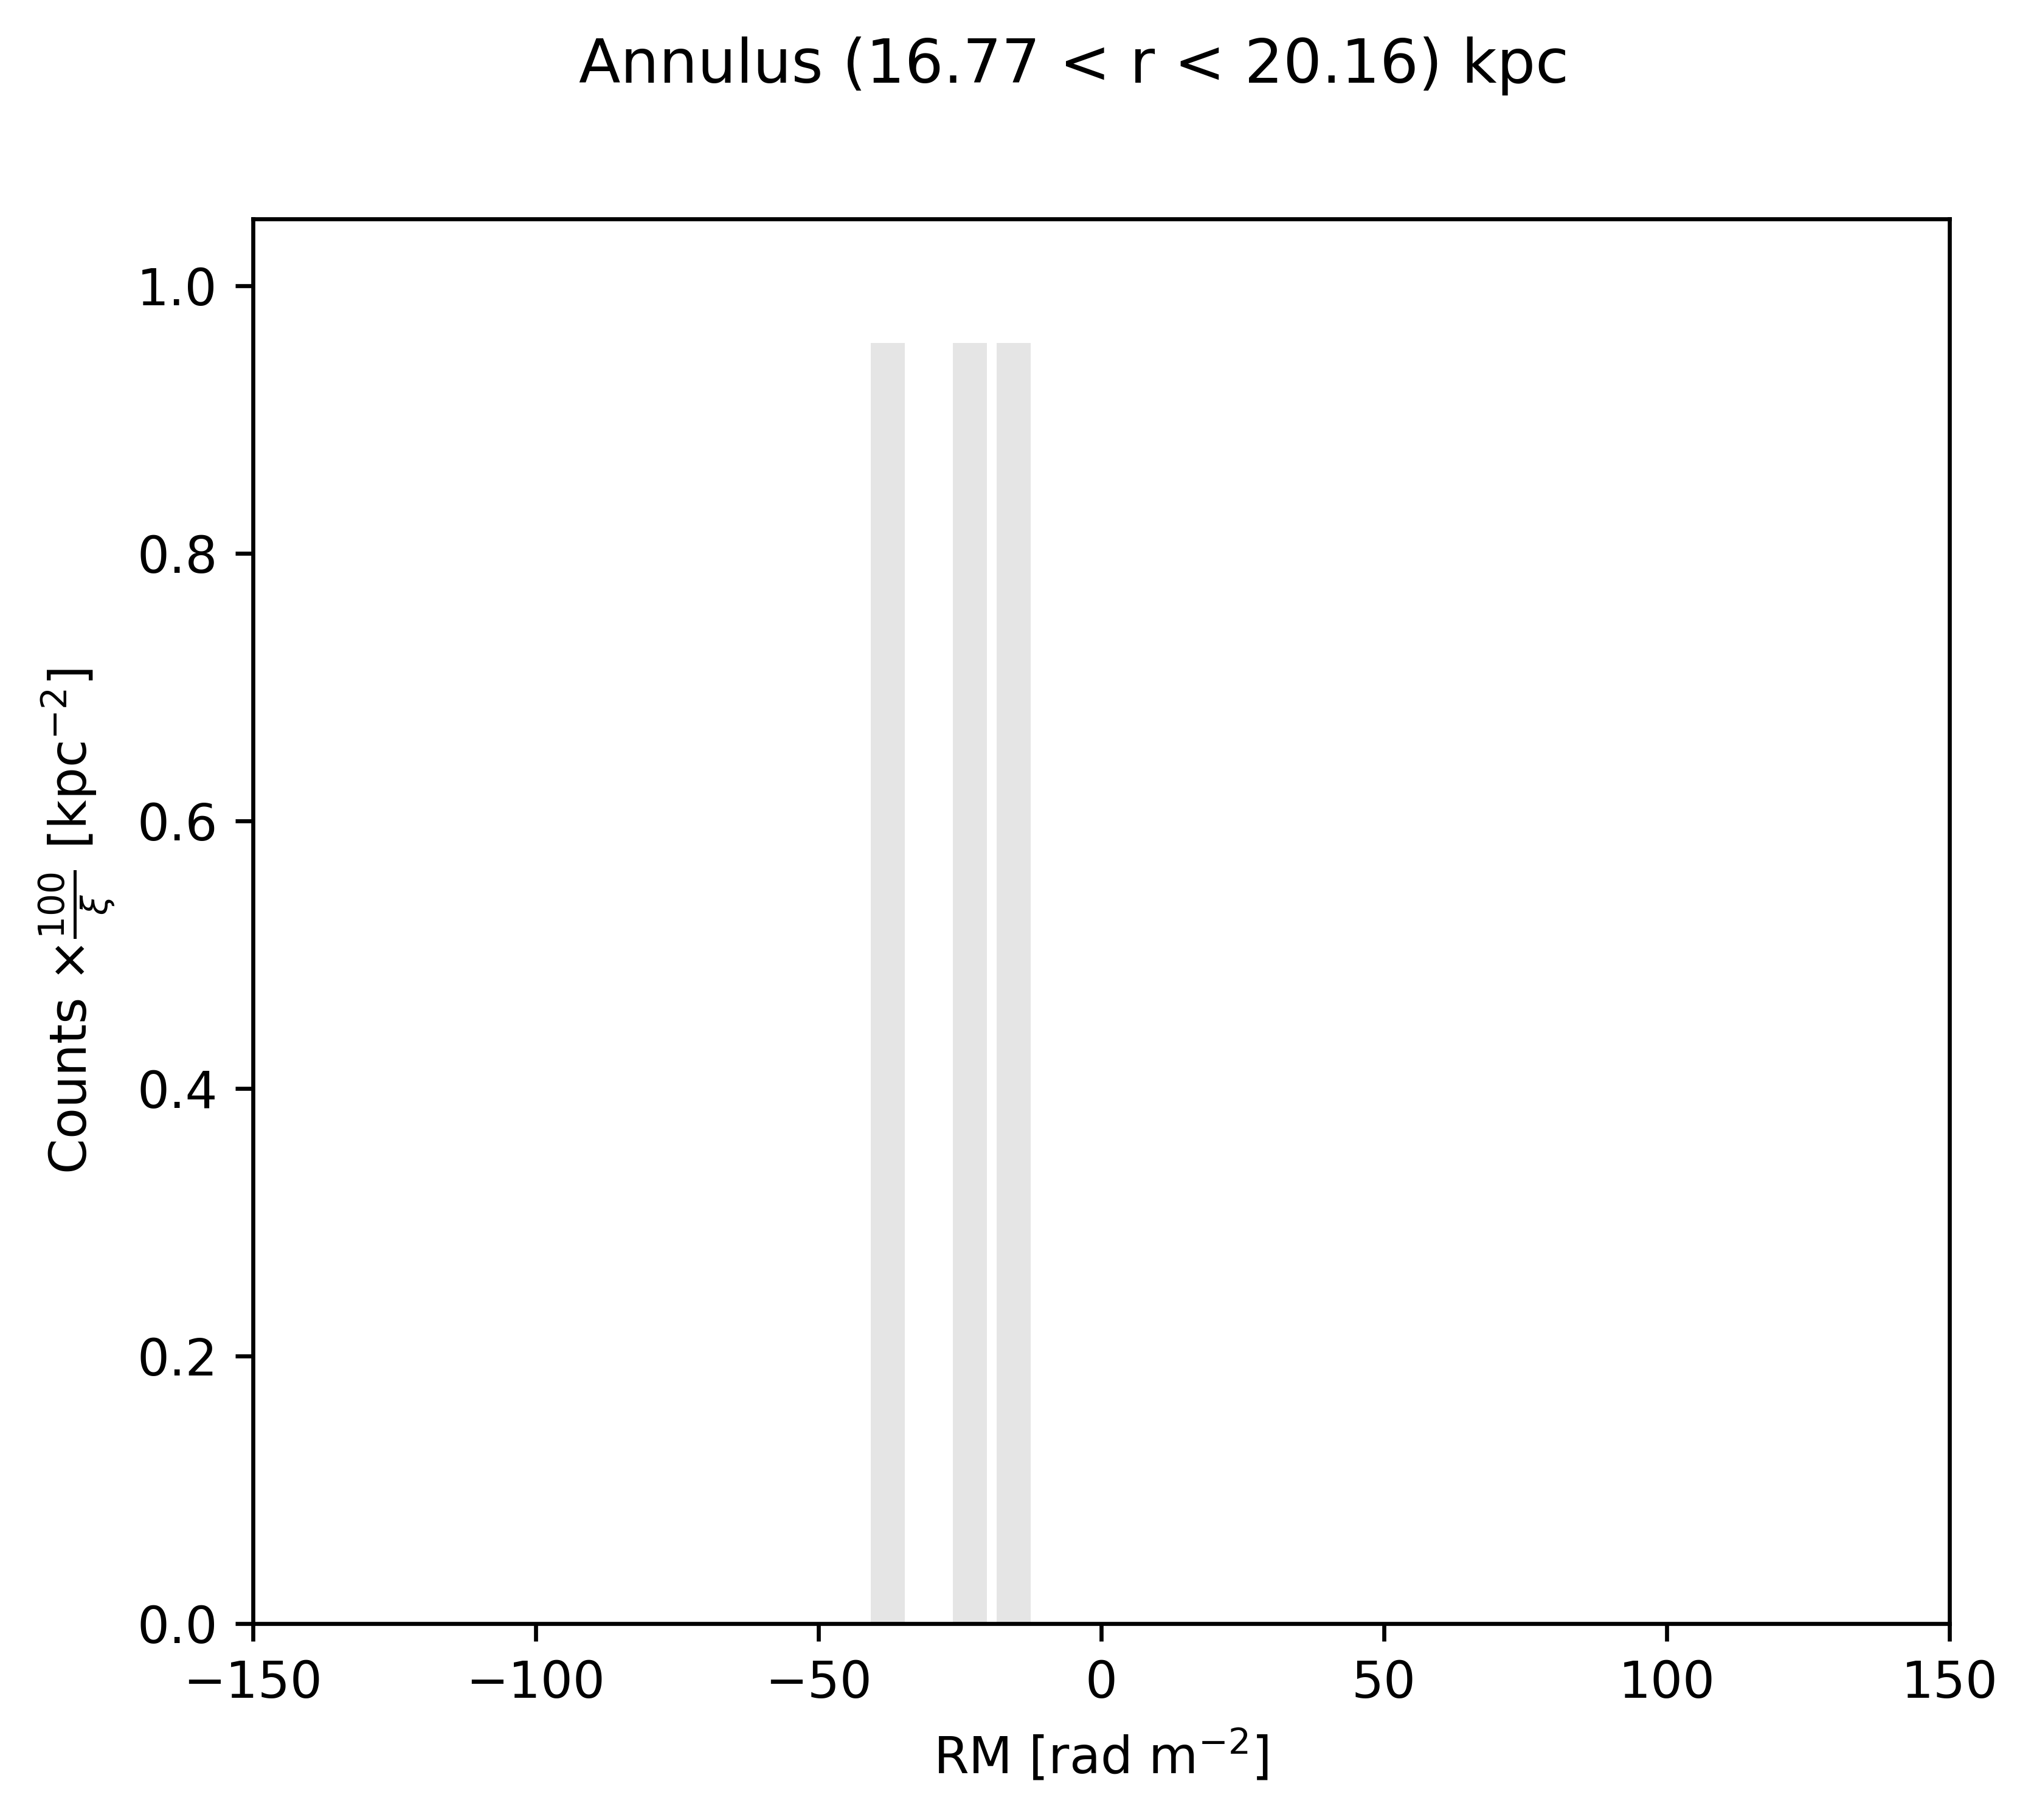 Annulus (16.77 < r < 20.16) kpc
1.0
0.8
0.6
0.4
0.2
0.0
Counts ×100/ξ [kpc⁻²]
−150 −100 −50 0 50 100 150
RM [rad m⁻²]